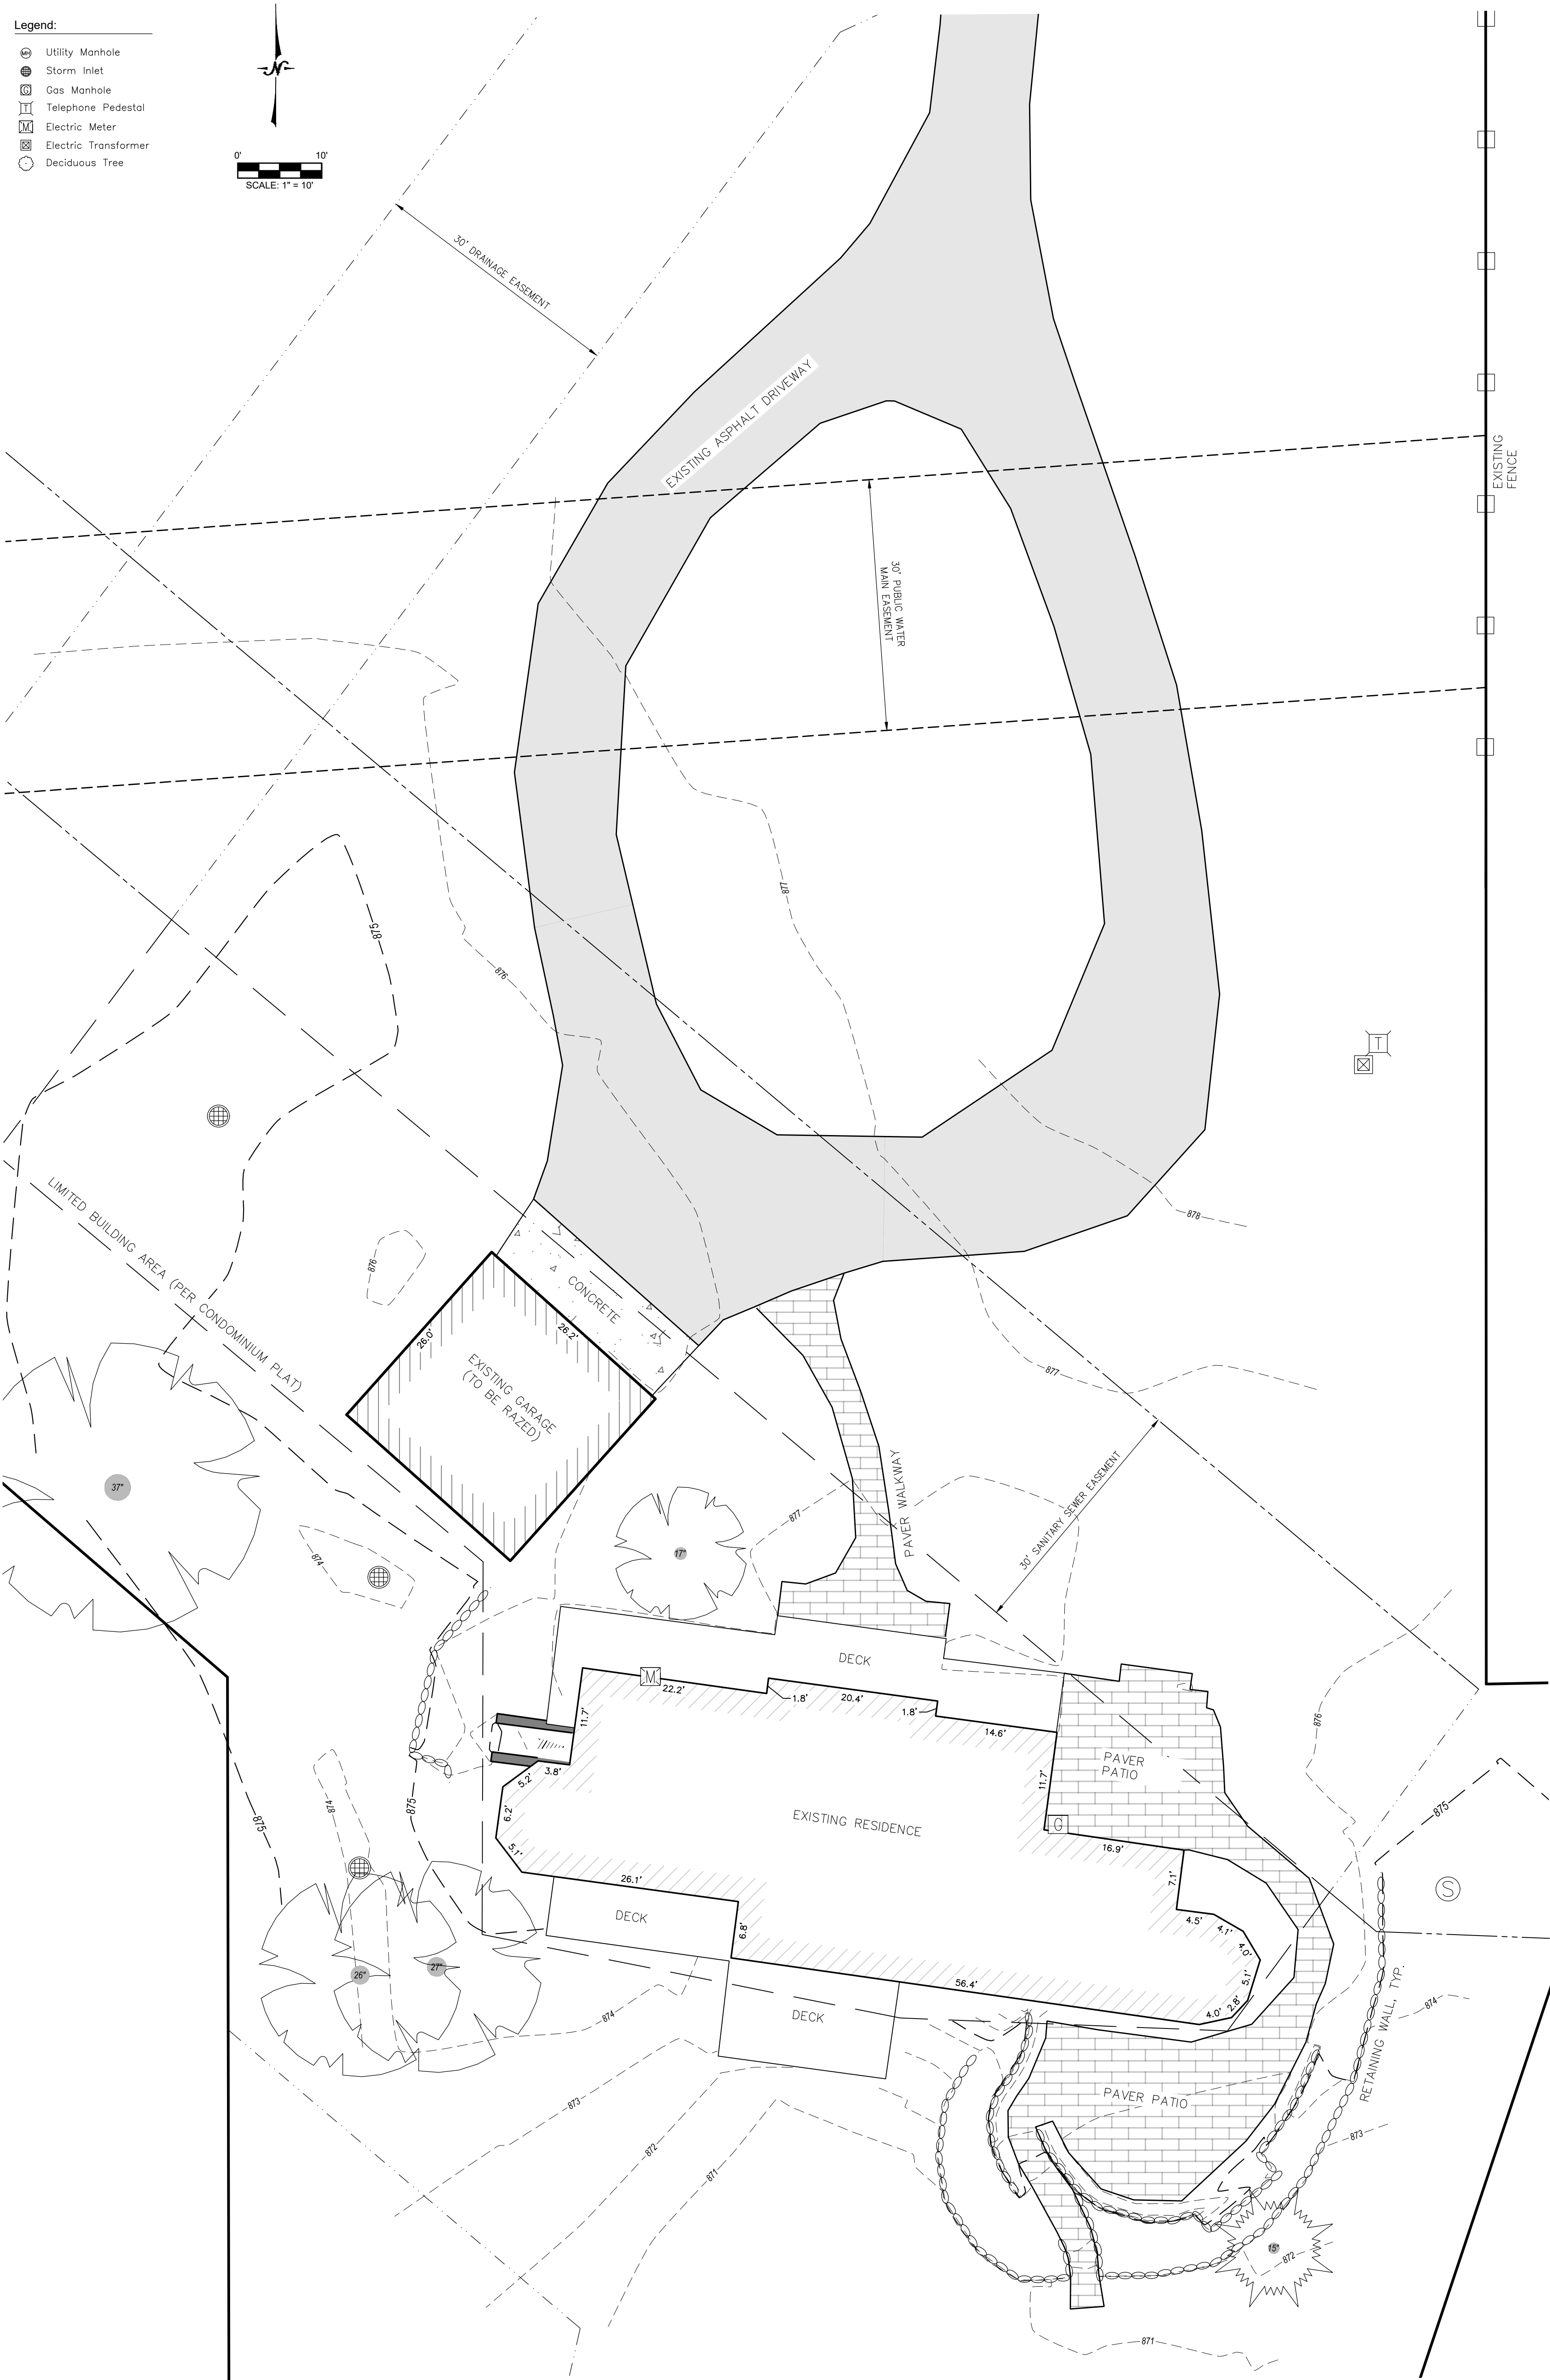 Legend:
MH Utility Manhole
Storm Inlet
G Gas Manhole
T Telephone Pedestal
M Electric Meter
Electric Transformer
Deciduous Tree
N
0' 10'
SCALE: 1" = 10'
30' DRAINAGE EASEMENT
EXISTING ASPHALT DRIVEWAY
EXISTING
FENCE
30' PUBLIC WATER
MAIN EASEMENT
877
875
876
T
878
LIMITED BUILDING AREA (PER CONDOMINIUM PLAT)
876
CONCRETE
26.0'
26.2'
EXISTING GARAGE
(TO BE RAZED)
877
37"
PAVER WALKWAY
877
30' SANITARY SEWER EASEMENT
874
17"
DECK
M
22.2'
1.8'
20.4'
1.8'
14.6'
11.7'
876
PAVER
PATIO
3.8'
5.2'
11.7'
6.2'
874
875
875
875
EXISTING RESIDENCE
G
5.1'
16.9'
26.1'
7.1'
S
DECK
6.8'
4.5'
4.1'
4.0'
26"
27"
56.4'
5.1'
2.8'
4.0'
874
874
DECK
RETAINING WALL, TYP.
873
PAVER PATIO
873
872
871
15"
872
871